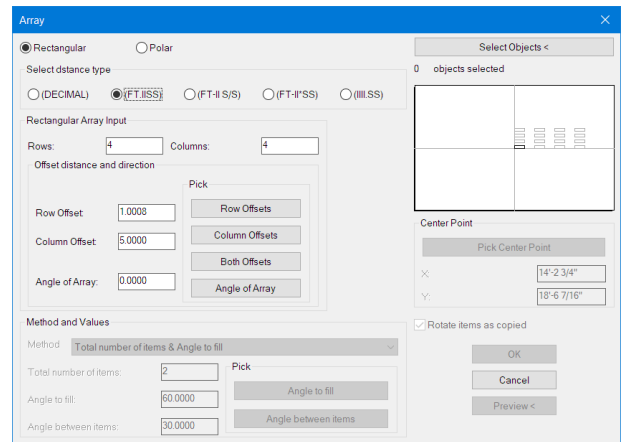 Array
Rectangular Polar
Select dstance type
(DECIMAL) (FT.IISS) (FT-II S/S) (FT-II"SS) (IIII.SS)
Rectangular Array Input
Rows: 4 Columns: 4
Offset distance and direction
Pick
Row Offset: 1.0008 Row Offsets
Column Offset: 5.0000 Column Offsets
Both Offsets
Angle of Array: 0.0000 Angle of Array
Method and Values
Method Total number of items & Angle to fill
Total number of items: 2 Pick
Angle to fill: 60.0000 Angle to fill
Angle between items: 30.0000 Angle between items
Select Objects <
0 objects selected
Center Point
Pick Center Point
X: 14'-2 3/4"
Y: 18'-6 7/16"
Rotate items as copied
OK
Cancel
Preview <